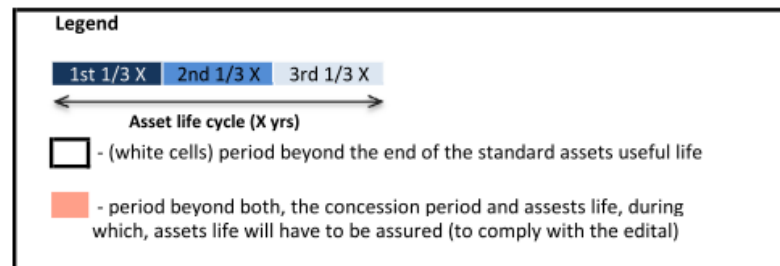 Legend
1st 1/3 X 2nd 1/3 X 3rd 1/3 X
Asset life cycle (X yrs)
- (white cells) period beyond the end of the standard assets useful life
- period beyond both, the concession period and assests life, during
which, assets life will have to be assured (to comply with the edital)